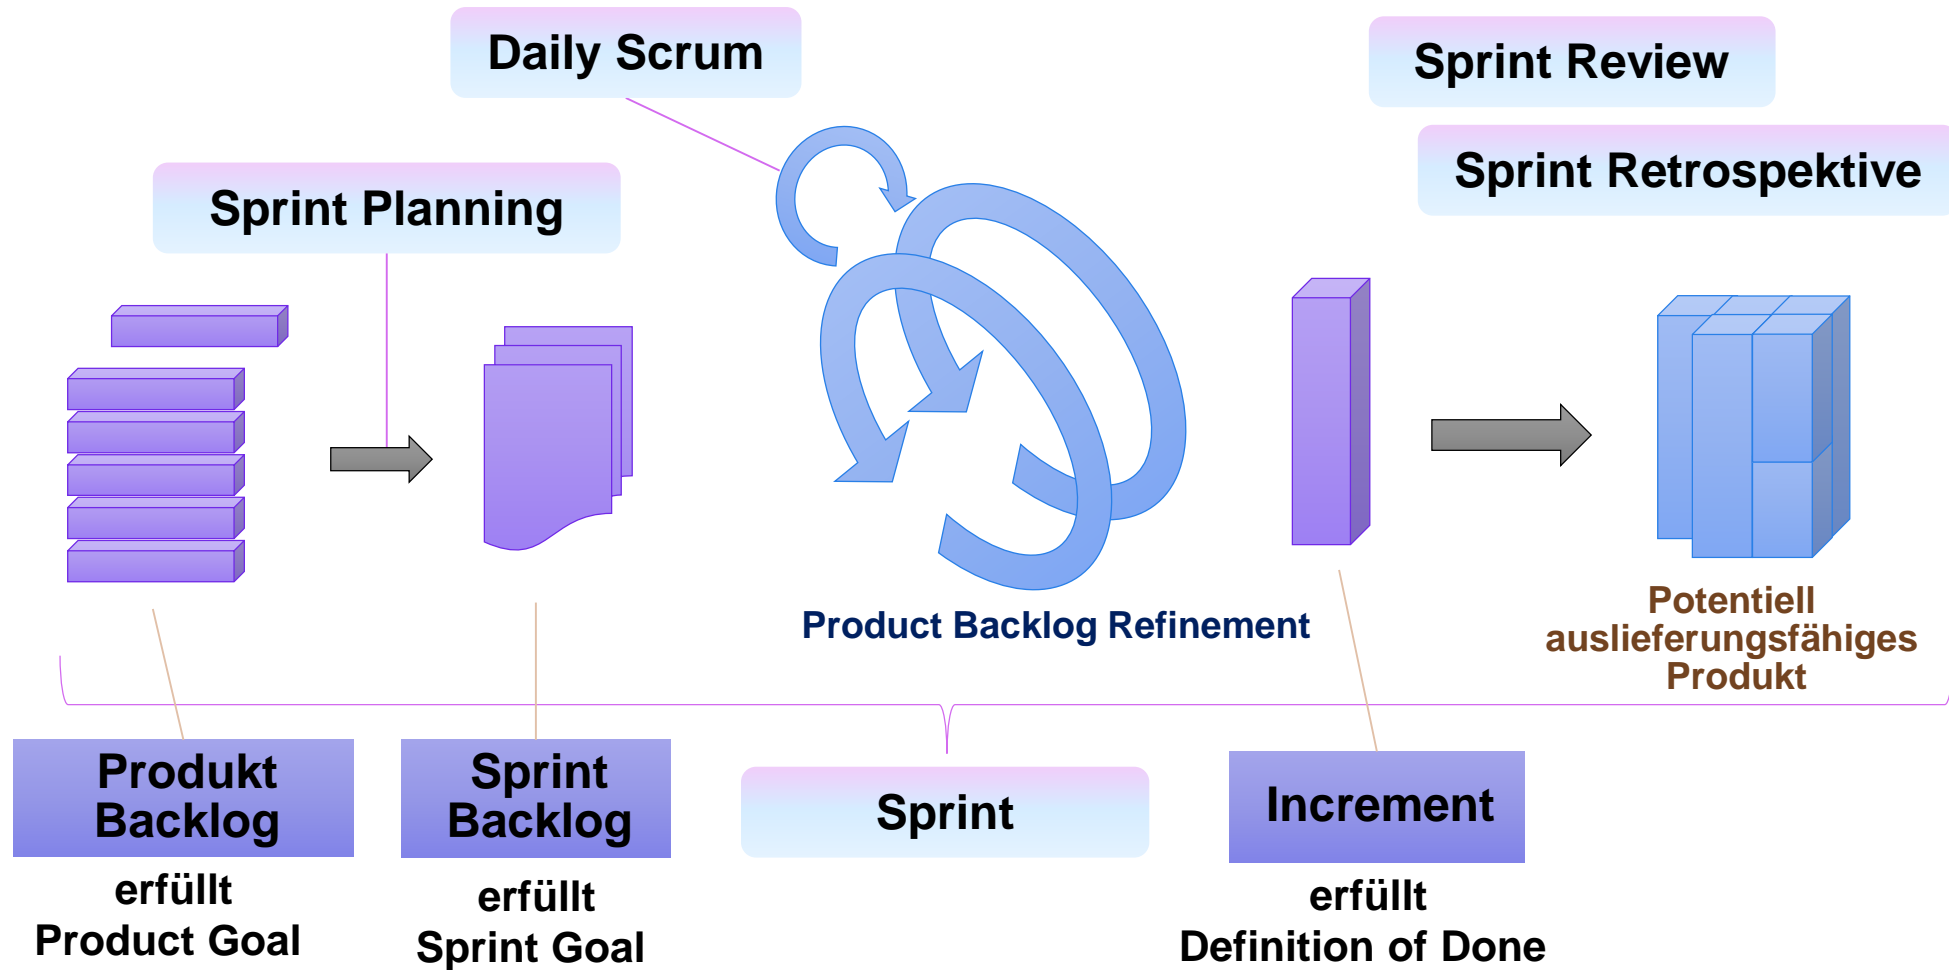 Daily Scrum
Sprint Review
Sprint Retrospektive
Sprint Planning
Product Backlog Refinement
Potentiell
auslieferungsfähiges
Produkt
Produkt
Backlog
erfüllt
Product Goal
Sprint
Backlog
erfüllt
Sprint Goal
Sprint
Increment
erfüllt
Definition of Done